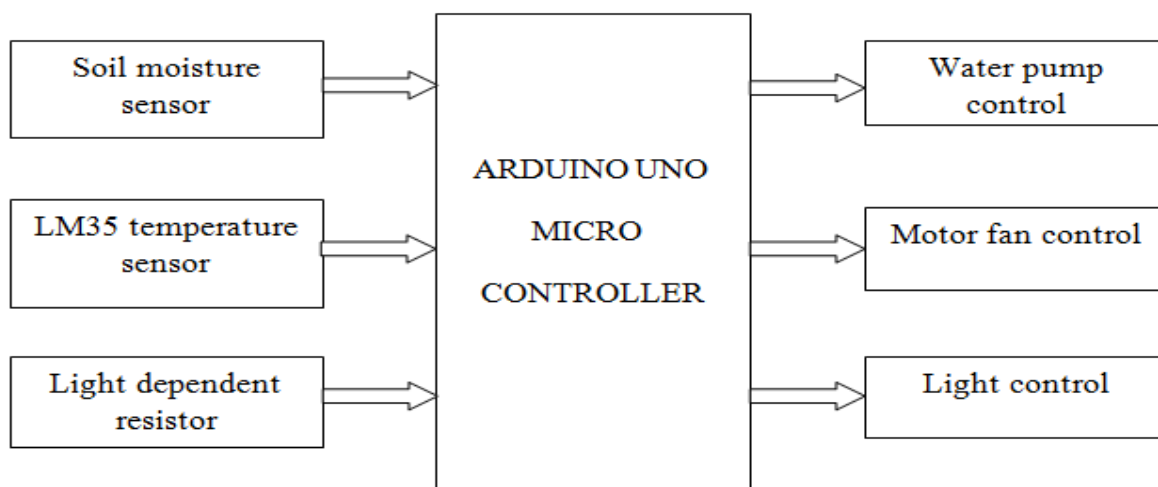 Soil moisture
sensor
LM35 temperature
sensor
Light dependent
resistor
ARDUINO UNO
MICRO
CONTROLLER
Water pump
control
Motor fan control
Light control